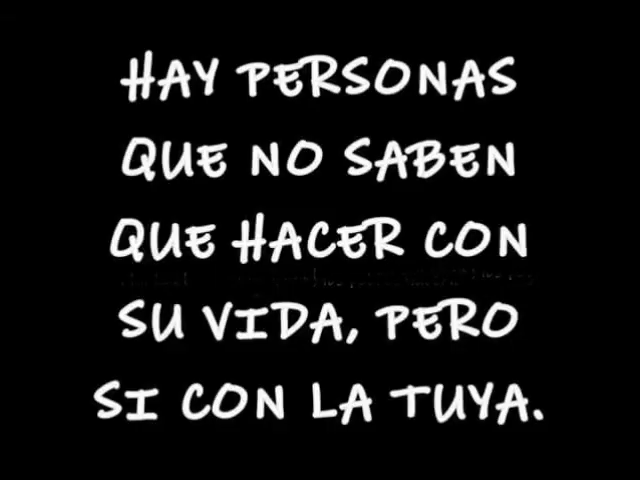 HAY PERSONAS
QUE NO SABEN
QUE HACER CON
SU VIDA, PERO
SI CON LA TUYA.